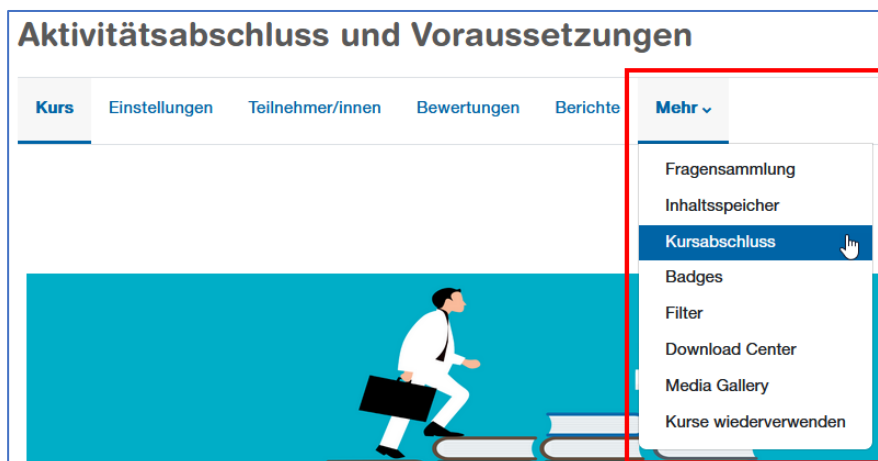 Aktivitätsabschluss und Voraussetzungen
Kurs Einstellungen Teilnehmer/innen Bewertungen Berichte Mehr
Fragensammlung
Inhaltsspeicher
Kursabschluss
Badges
Filter
Download Center
Media Gallery
Kurse wiederverwenden